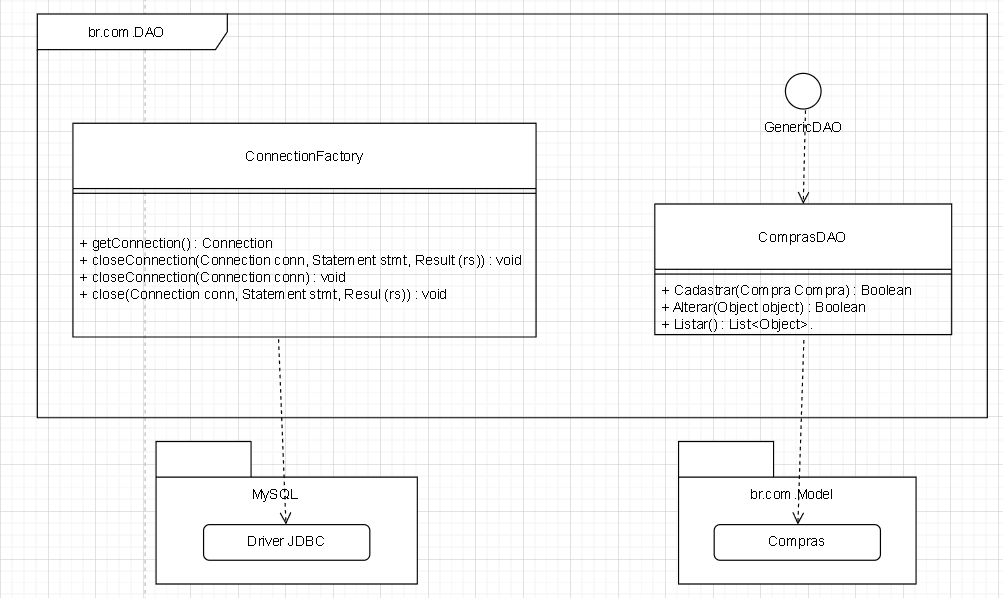 br.com.DAO
GenericDAO
ConnectionFactory
+ getConnection() : Connection
+ closeConnection(Connection conn, Statement stmt, Result (rs)) : void
+ closeConnection(Connection conn) : void
+ close(Connection conn, Statement stmt, Resul (rs)) : void
ComprasDAO
+ Cadastrar(Compra Compra) : Boolean
+ Alterar(Object object) : Boolean
+ Listar() : List<Object>.
MySQL
Driver JDBC
br.com.Model
Compras